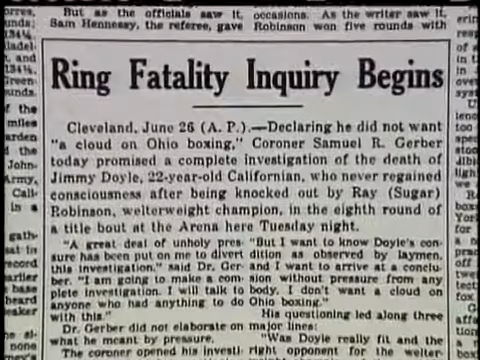 But as the officials saw it,
Sam Hennessy, the referee, gave
occasions. As the writer saw it,
Robinson won five rounds with
Ring Fatality Inquiry Begins
Cleveland, June 26 (A. P.).—Declaring he did not want
"a cloud on Ohio boxing," Coroner Samuel R. Gerber
today promised a complete investigation of the death of
Jimmy Doyle, 22-year-old Californian, who never regained
consciousness after being knocked out by Ray (Sugar)
Robinson, welterweight champion, in the eighth round of
a title bout at the Arena here Tuesday night.
"A great deal of unholy pres-
sure has been put on me to divert
this investigation," said Dr. Ger-
ber. "I am going to make a com-
plete investigation. I will talk to
anyone who had anything to do
with this."
Dr. Gerber did not elaborate on
what he meant by pressure.
The coroner opened his investi-
"But I want to know Doyle's con-
dition as observed by laymen,
and I want to arrive at a conclu-
sion without pressure from any
body. I don't want a cloud on
Ohio boxing."
His questioning led along three
major lines:
"Was Doyle really fit and the
right opponent for the welter-